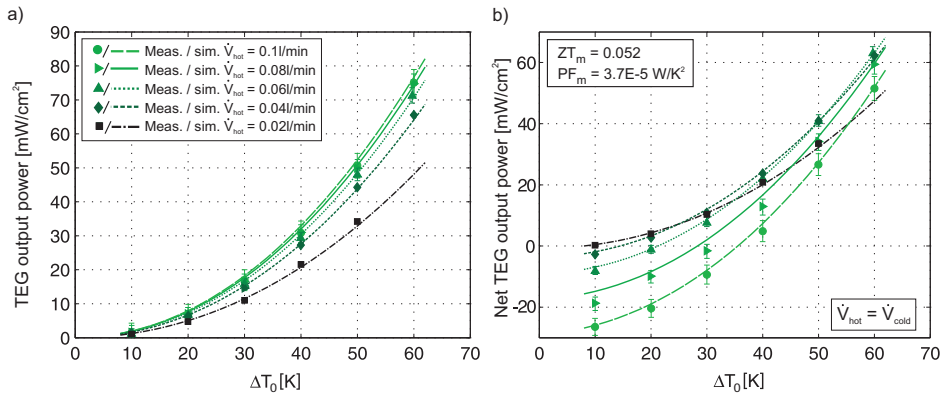 a)
TEG output power [mW/cm²]
90
80
70
60
50
40
30
20
10
0
●/ Meas. / sim. V̇hot = 0.1l/min
▶/ Meas. / sim. V̇hot = 0.08l/min
▲/ Meas. / sim. V̇hot = 0.06l/min
◆/ Meas. / sim. V̇hot = 0.04l/min
■/ Meas. / sim. V̇hot = 0.02l/min
0 10 20 30 40 50 60 70
ΔT₀ [K]
b)
Net TEG output power [mW/cm²]
60
40
20
0
-20
ZTm = 0.052
PFm = 3.7E-5 W/K²
V̇hot = V̇cold
0 10 20 30 40 50 60 70
ΔT₀ [K]